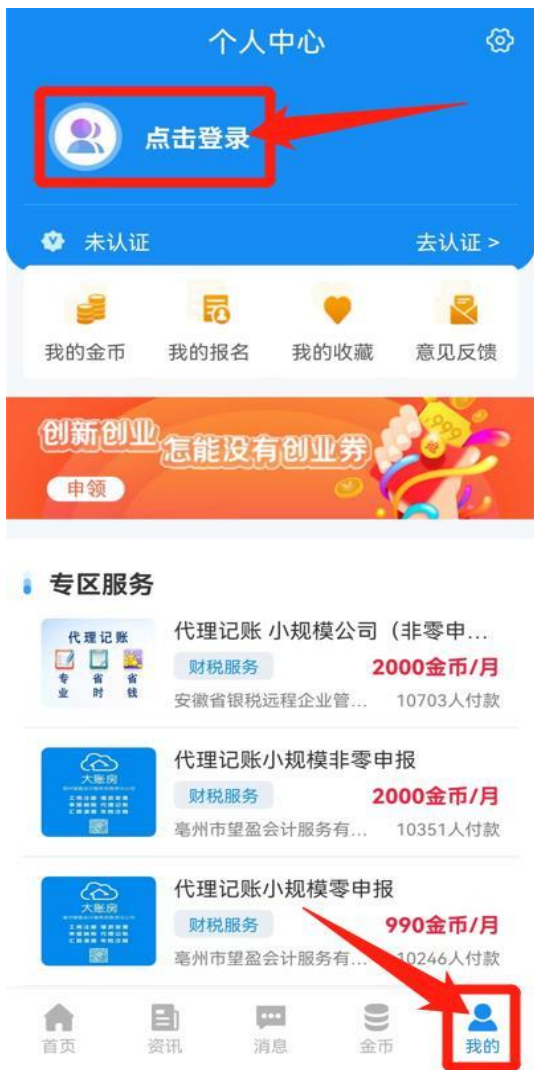 个人中心
点击登录
未认证
去认证 >
我的金币
我的报名
我的收藏
意见反馈
创新创业
怎能没有创业券
申领
999
专区服务
代理记账
专业
省时
省钱
代理记账 小规模公司（非零申...
财税服务
2000金币/月
安徽省银税远程企业管...
10703人付款
大账房
代理记账小规模非零申报
财税服务
2000金币/月
亳州市望盈会计服务有...
10351人付款
大账房
代理记账小规模零申报
财税服务
990金币/月
亳州市望盈会计服务有...
10246人付款
首页
资讯
消息
金币
我的